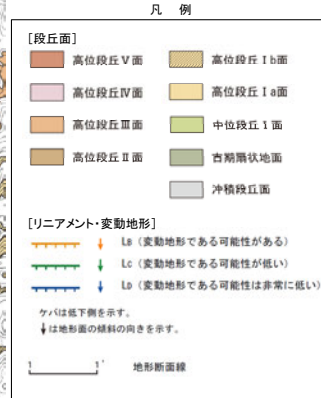 凡 例
[段丘面]
高位段丘Ⅴ面
高位段丘Ⅰb面
高位段丘Ⅳ面
高位段丘Ⅰa面
高位段丘Ⅲ面
中位段丘1面
高位段丘Ⅱ面
古期扇状地面
沖積段丘面
[リニアメント・変動地形]
LB（変動地形である可能性がある）
LC（変動地形である可能性が低い）
LD（変動地形である可能性は非常に低い）
ケバは低下側を示す。
↓は地形面の傾斜の向きを示す。
1 1' 地形断面線